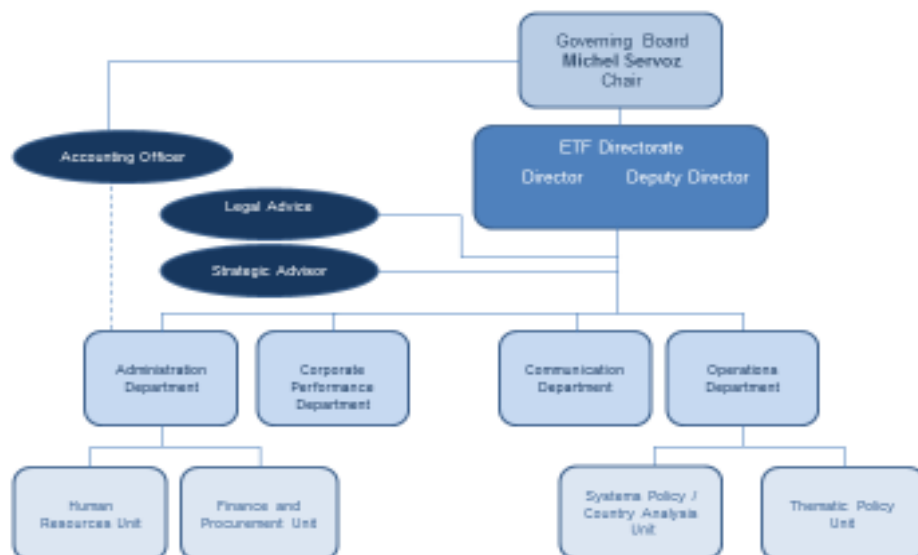 Governing Board
Michel Servoz
Chair
ETF Directorate
Director Deputy Director
Accounting Officer
Legal Advice
Strategic Advisor
Administration
Department
Corporate
Performance
Department
Communication
Department
Operations
Department
Human
Resources Unit
Finance and
Procurement Unit
Systems Policy /
Country Analysis
Unit
Thematic Policy
Unit